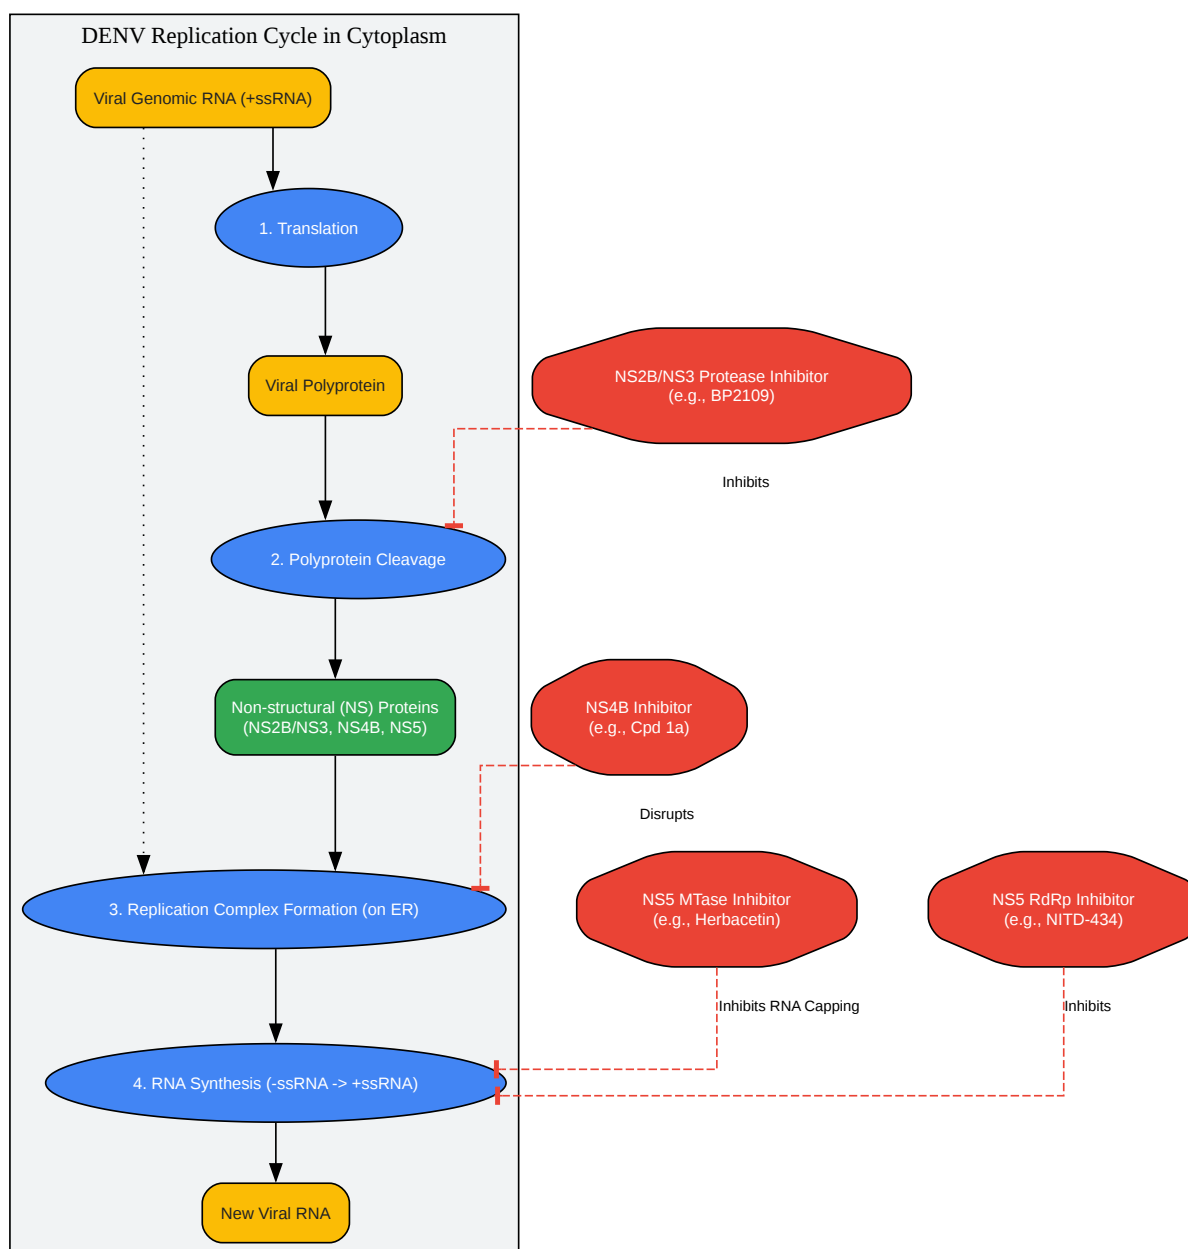 DENV Replication Cycle in Cytoplasm
Viral Genomic RNA (+ssRNA)
1. Translation
Viral Polyprotein
NS2B/NS3 Protease Inhibitor
(e.g., BP2109)
Inhibits
2. Polyprotein Cleavage
Non-structural (NS) Proteins
(NS2B/NS3, NS4B, NS5)
NS4B Inhibitor
(e.g., Cpd 1a)
Disrupts
3. Replication Complex Formation (on ER)
NS5 MTase Inhibitor
(e.g., Herbacetin)
NS5 RdRp Inhibitor
(e.g., NITD-434)
Inhibits RNA Capping
Inhibits
4. RNA Synthesis (-ssRNA -> +ssRNA)
New Viral RNA